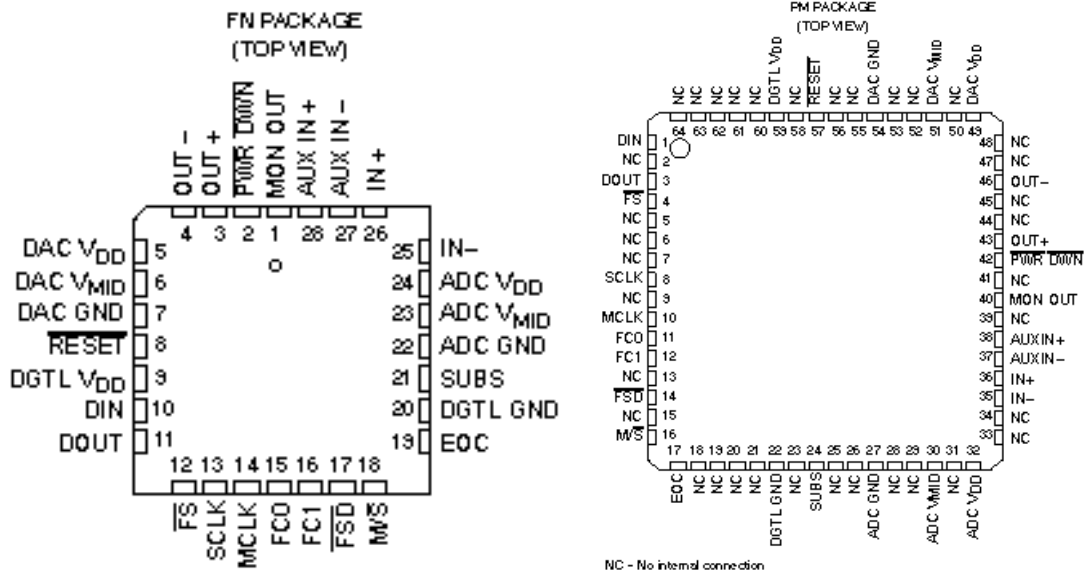 FN PACKAGE
(TOP VIEW)
OUT-
OUT+
PWR DWN
MON OUT
AUX IN+
AUX IN-
IN+
4 3 2 1 28 27 26
DAC VDD 5
DAC VMID 6
DAC GND 7
RESET 8
DGTL VDD 9
DIN 10
DOUT 11
25 IN–
24 ADC VDD
23 ADC VMID
22 ADC GND
21 SUBS
20 DGTL GND
19 EOC
12 13 14 15 16 17 18
FS
SCLK
MCLK
FC0
FC1
FSD
M/S
PM PACKAGE
(TOP VIEW)
NC
NC
NC
NC
NC
DGTL VDD
NC
RESET
NC
NC
DAC GND
NC
NC
DAC VMID
NC
DAC VDD
64 63 62 61 60 59 58 57 56 55 54 53 52 51 50 49
DIN 1
NC 2
DOUT 3
FS 4
NC 5
NC 6
NC 7
SCLK 8
NC 9
MCLK 10
FC0 11
FC1 12
NC 13
FSD 14
NC 15
M/S 16
48 NC
47 NC
46 OUT–
45 NC
44 NC
43 OUT+
42 PWR DWN
41 NC
40 MON OUT
39 NC
38 AUXIN+
37 AUXIN–
36 IN+
35 IN–
34 NC
33 NC
17 18 19 20 21 22 23 24 25 26 27 28 29 30 31 32
EOC
NC
NC
NC
NC
DGTL GND
NC
SUBS
NC
NC
ADC GND
NC
NC
ADC VMID
NC
ADC VDD
NC – No internal connection